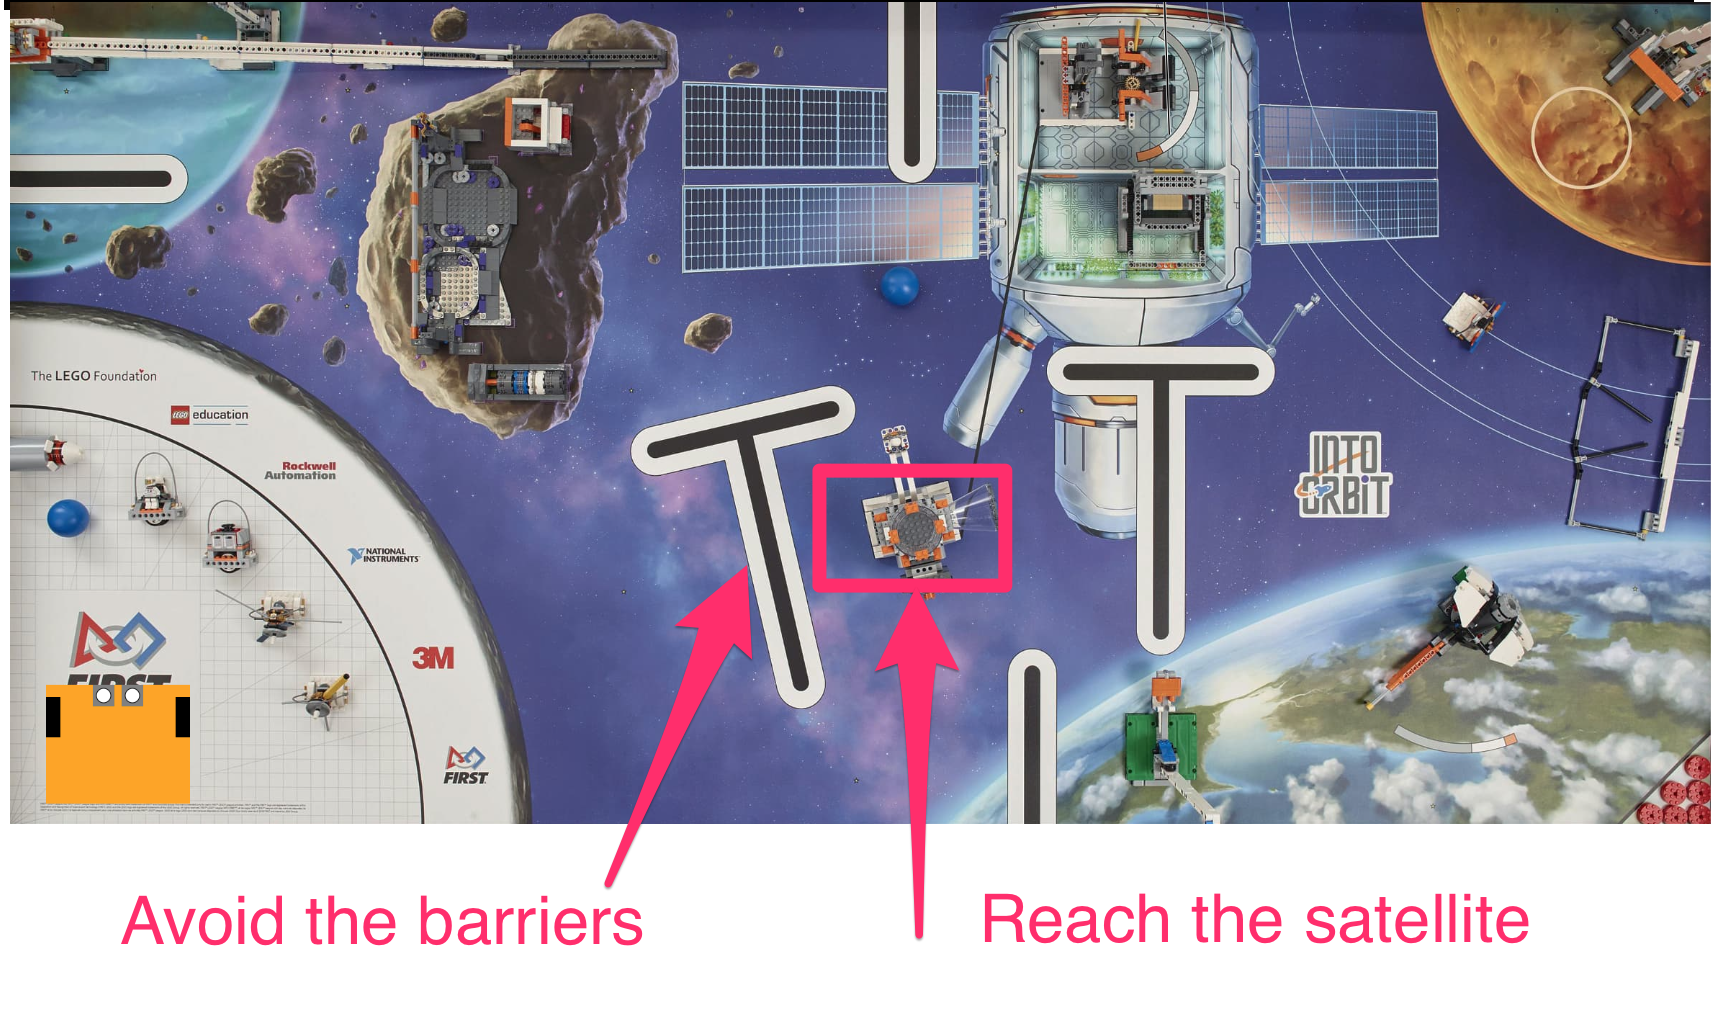 The LEGO Foundation
LEGO education
Rockwell
Automation
NATIONAL
INSTRUMENTS
3M
FIRST
FIRST
INTO
ORBIT
Avoid the barriers
Reach the satellite